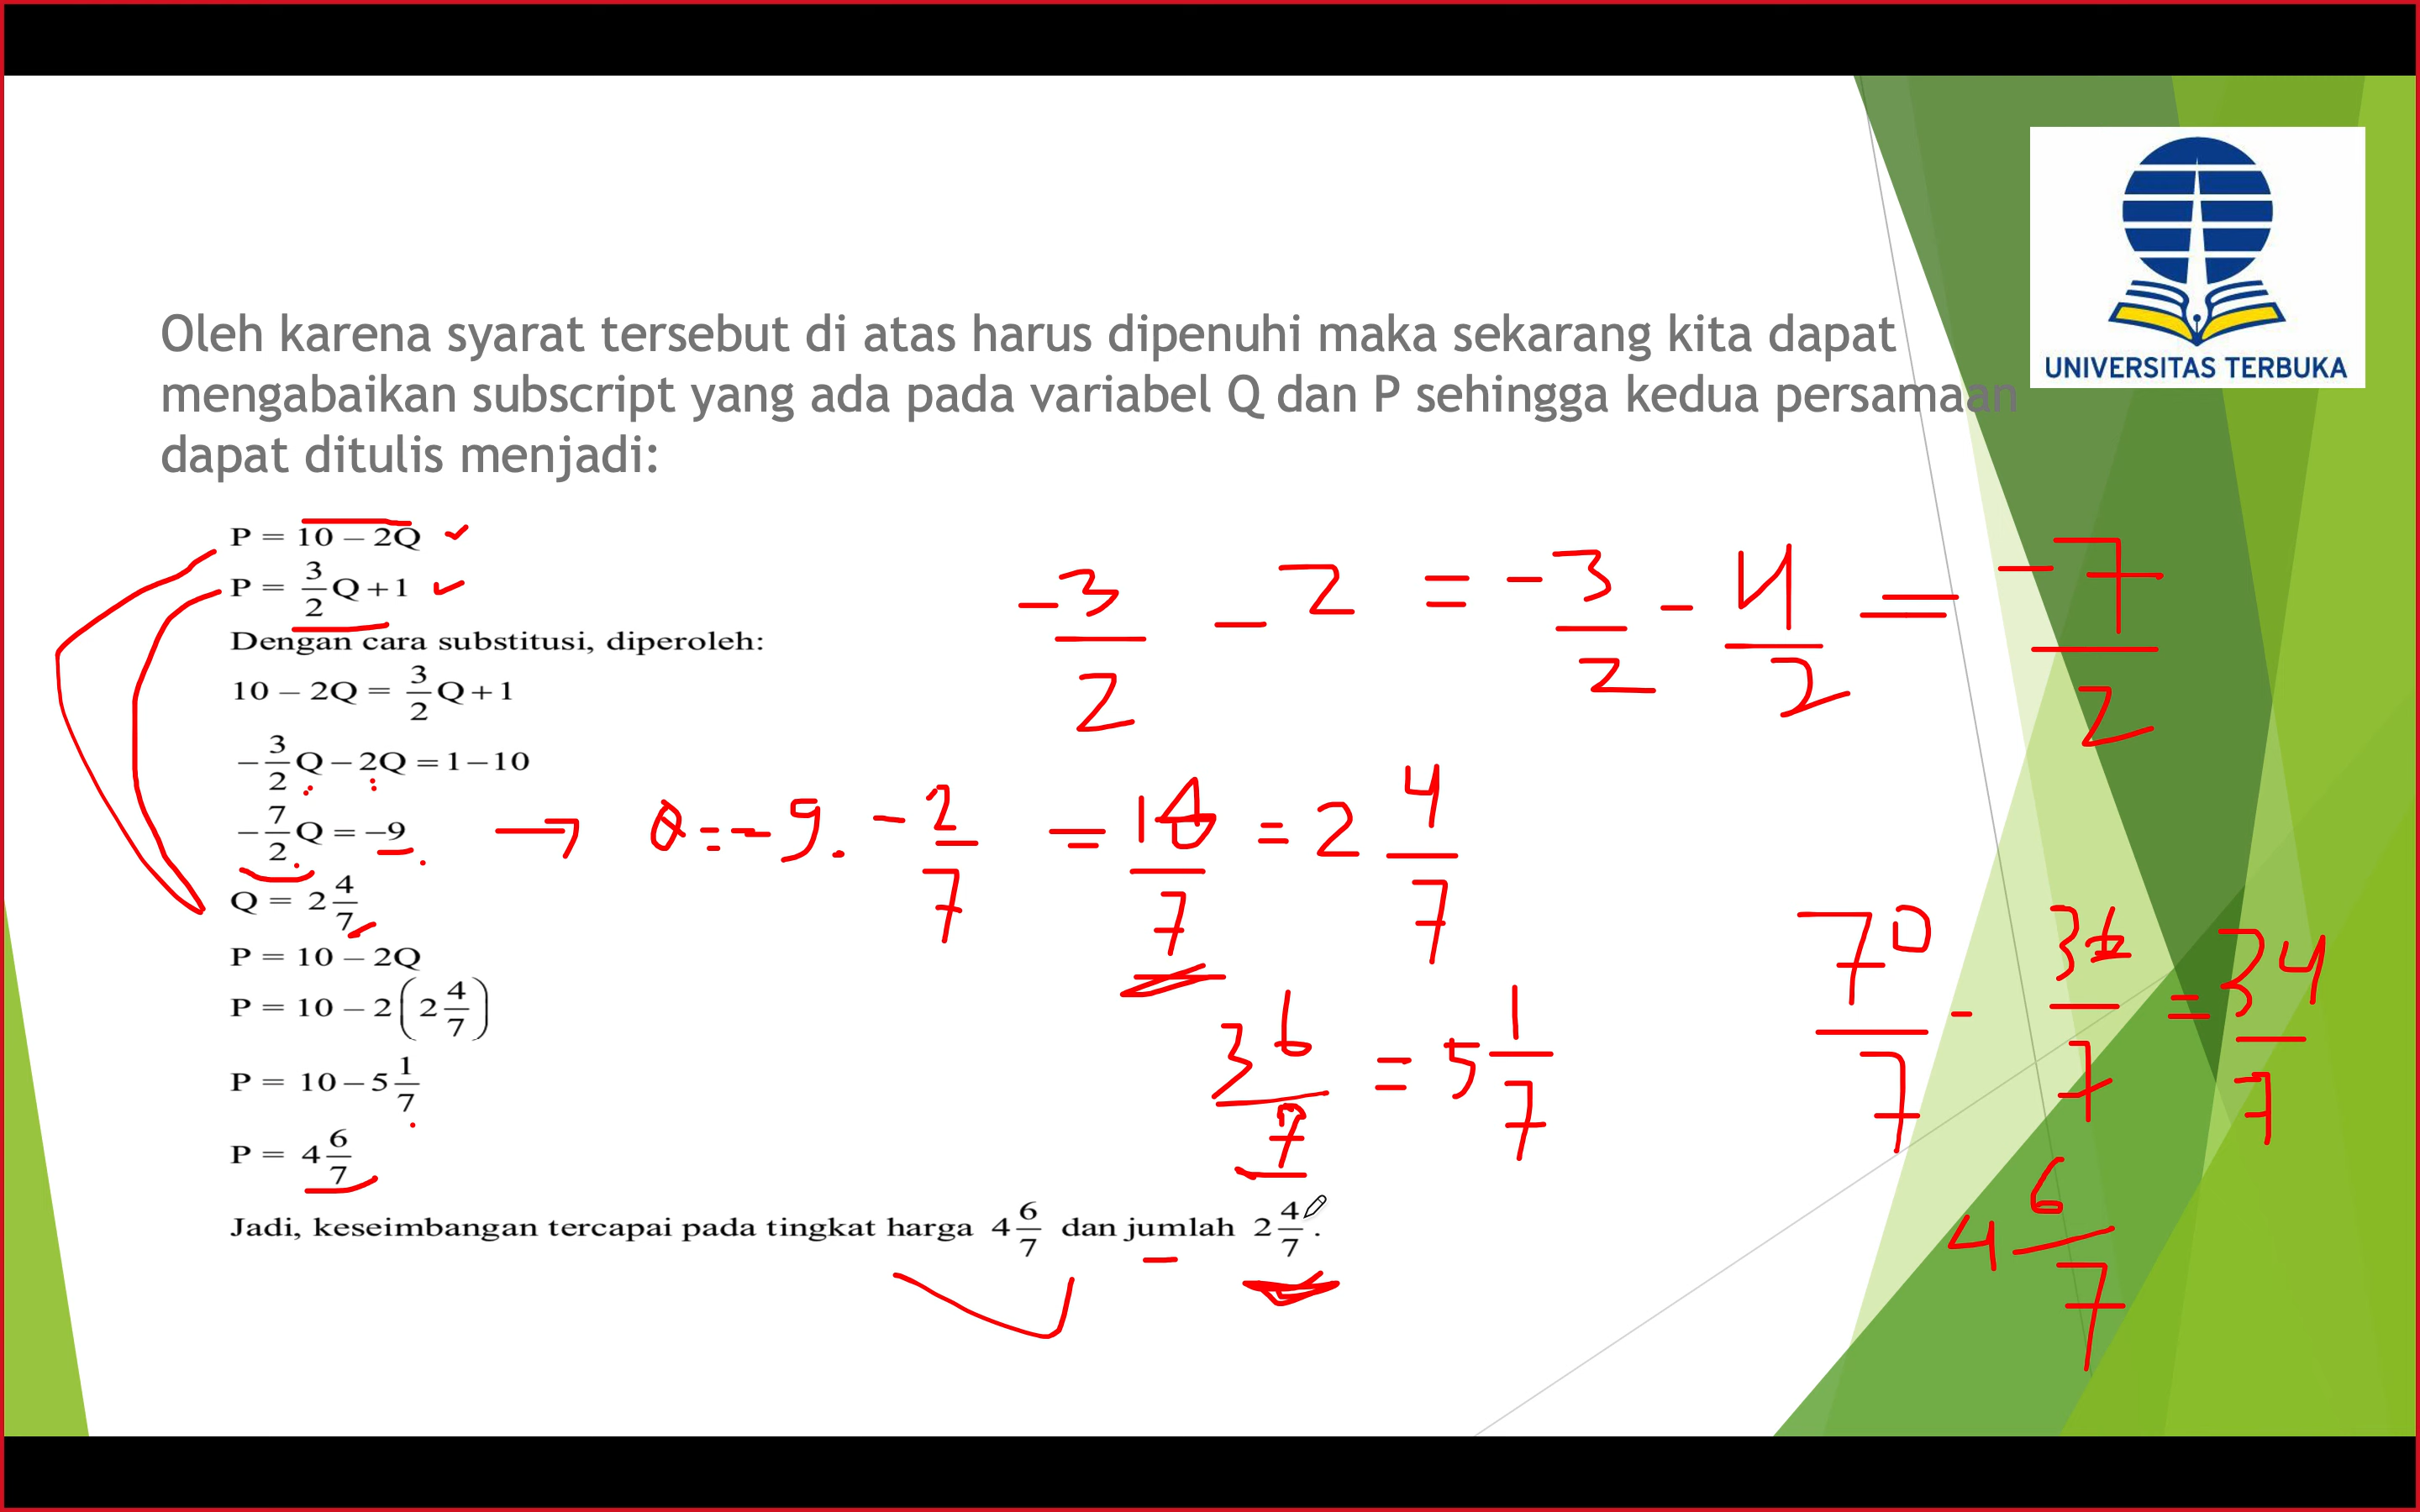 UNIVERSITAS TERBUKA
Oleh karena syarat tersebut di atas harus dipenuhi maka sekarang kita dapat
mengabaikan subscript yang ada pada variabel Q dan P sehingga kedua persamaan
dapat ditulis menjadi:
P = 10 – 2Q
P = 3/2 Q + 1
Dengan cara substitusi, diperoleh:
10 – 2Q = 3/2 Q + 1
–3/2 Q – 2Q = 1 – 10
–7/2 Q = –9
Q = 2 4/7
P = 10 – 2Q
P = 10 – 2(2 4/7)
P = 10 – 5 1/7
P = 4 6/7
Jadi, keseimbangan tercapai pada tingkat harga 4 6/7 dan jumlah 2 4/7.
-3/2 - 2 = -3/2 - 4/2 = -7/2
→ Q = -9 . -2/7 = 18/7 = 2 4/7
36/7 = 5 1/7
70/7 - 36/7 = 34/7
4 6/7